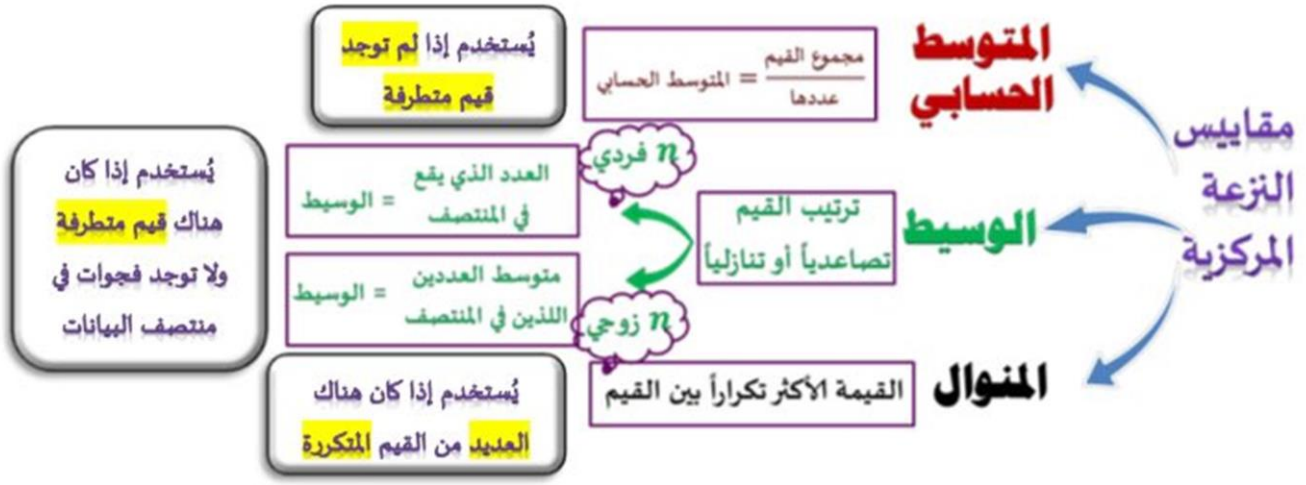 مقاييس
النزعة
المركزية
المتوسط
الحسابي
المتوسط الحسابي = مجموع القيم
عددها
يُستخدم إذا لم توجد
قيم متطرفة
الوسيط
ترتيب القيم
تصاعدياً أو تنازلياً
n فردي
الوسيط = العدد الذي يقع
في المنتصف
n زوجي
الوسيط = متوسط العددين
اللذين في المنتصف
يُستخدم إذا كان
هناك قيم متطرفة
ولا توجد فجوات في
منتصف البيانات
المنوال
القيمة الأكثر تكراراً بين القيم
يُستخدم إذا كان هناك
العديد من القيم المتكررة